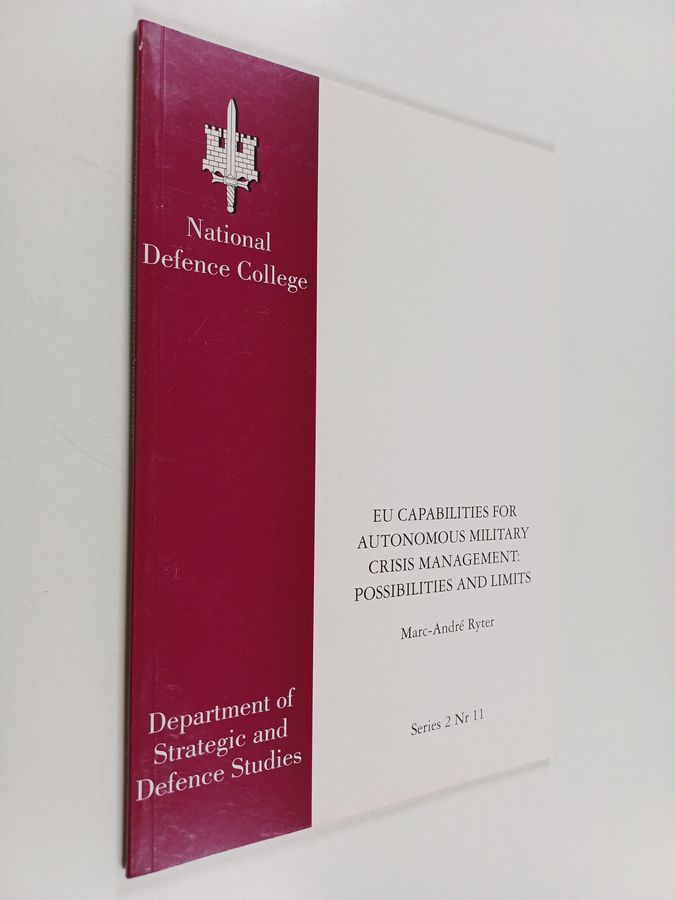 National
Defence College
EU CAPABILITIES FOR
AUTONOMOUS MILITARY
CRISIS MANAGEMENT:
POSSIBILITIES AND LIMITS
Marc-André Ryter
Series 2 Nr 11
Department of
Strategic and
Defence Studies